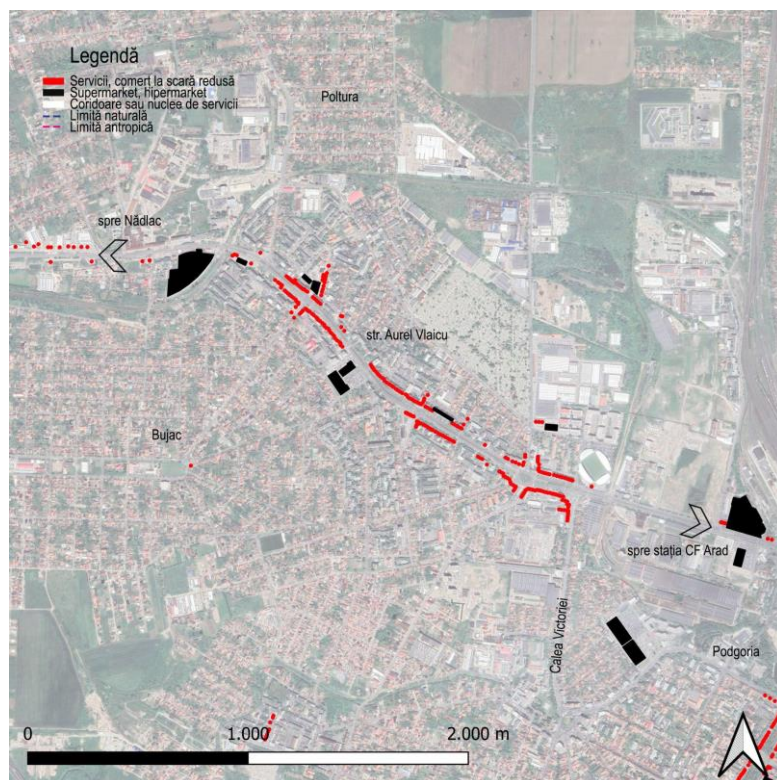 Legendă
Servicii, comert la scară redusă
Supermarket, hipermarket
Coridoare sau nuclee de servicii
Limită naturală
Limită antropică
Poltura
spre Nădlac
str. Aurel Vlaicu
Bujac
spre stația CF Arad
Calea Victoriei
Podgoria
0 1.000 2.000 m